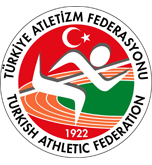 TÜRKİYE ATLETİZM FEDERASYONU
1922
TURKISH ATHLETIC FEDERATION